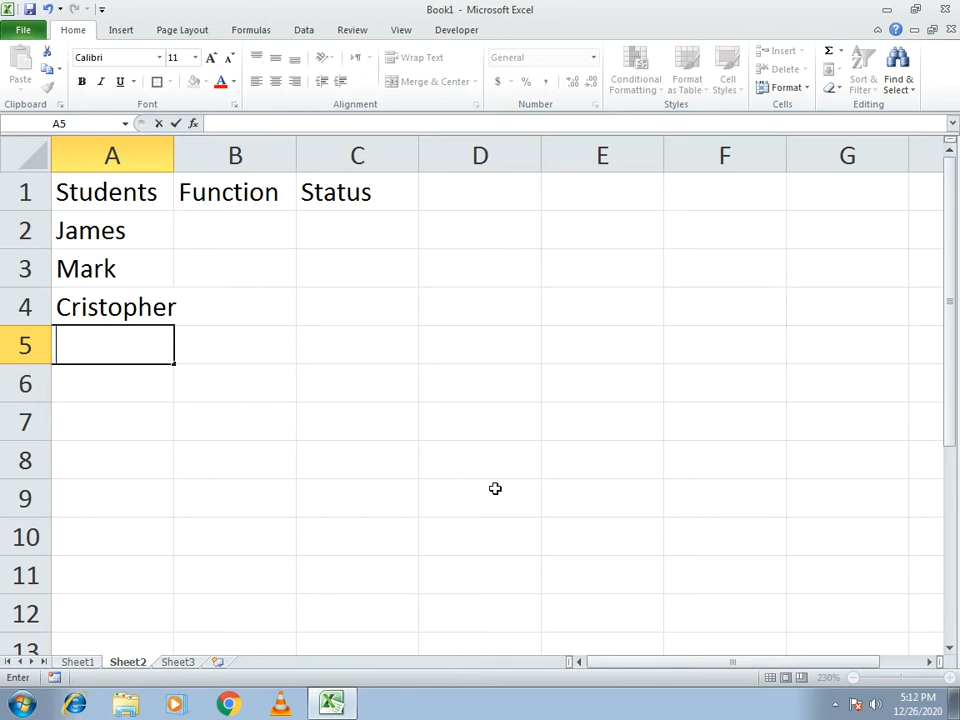 Book1 - Microsoft Excel
File Home Insert Page Layout Formulas Data Review View Developer
Paste
Calibri 11
B I U A
Wrap Text
Merge & Center
General
$ % ,
Conditional Formatting
Format as Table
Cell Styles
Insert
Delete
Format
Σ
Sort & Filter
Find & Select
Clipboard Font Alignment Number Styles Cells Editing
A5 fx
A B C D E F G
1 Students Function Status
2 James
3 Mark
4 Cristopher
5
6
7
8
9
10
11
12
13
Sheet1 Sheet2 Sheet3
Enter 230%
5:12 PM
12/26/2020